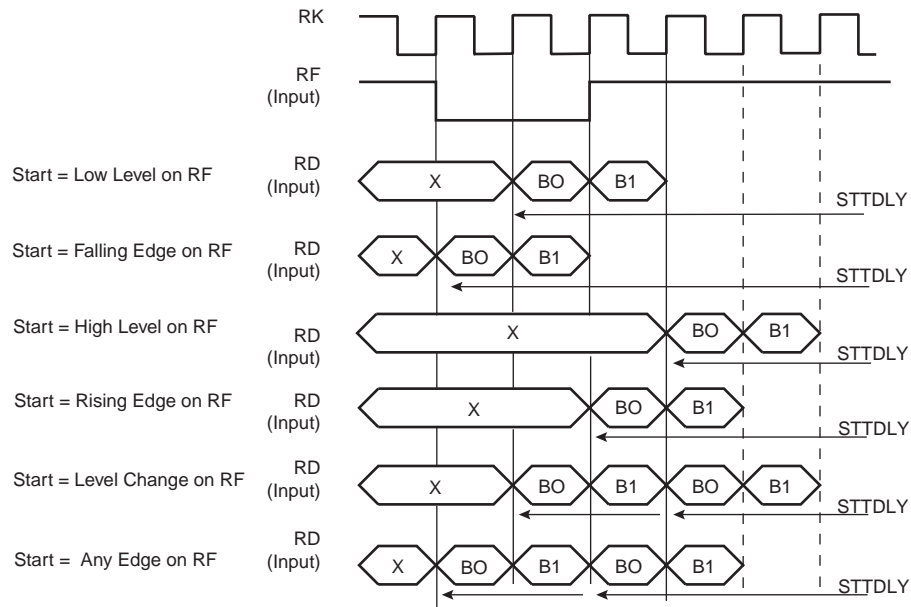 RK
RF
(Input)
Start = Low Level on RF
RD
(Input)
X
BO
B1
STTDLY
Start = Falling Edge on RF
RD
(Input)
X
BO
B1
STTDLY
Start = High Level on RF
RD
(Input)
X
BO
B1
STTDLY
Start = Rising Edge on RF
RD
(Input)
X
BO
B1
STTDLY
Start = Level Change on RF
RD
(Input)
X
BO
B1
BO
B1
STTDLY
Start = Any Edge on RF
RD
(Input)
X
BO
B1
BO
B1
STTDLY